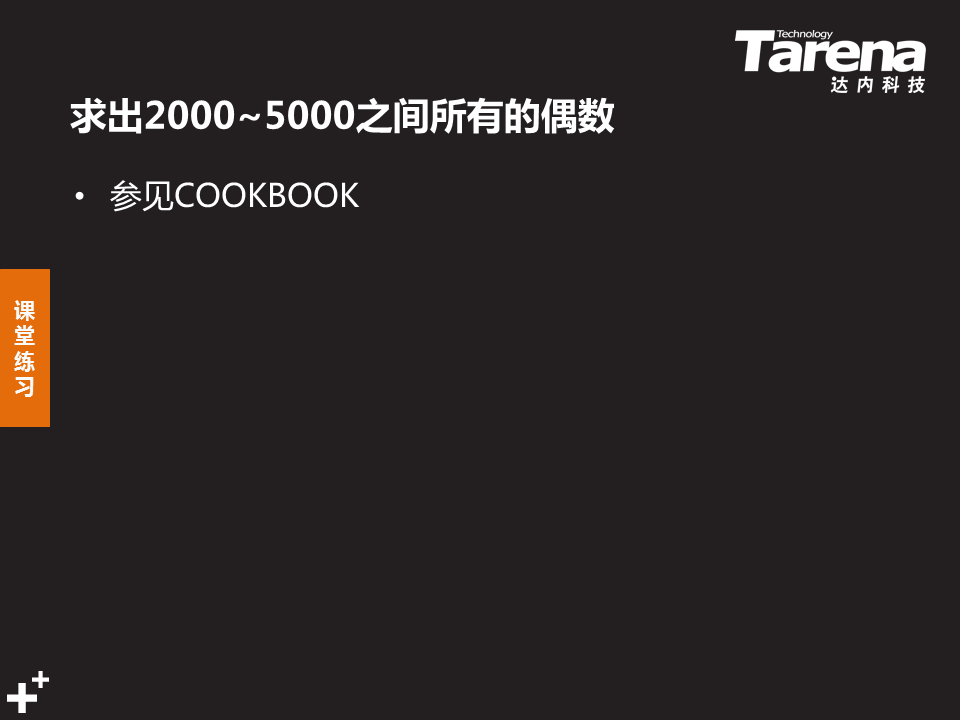 Technology
Tarena
达内科技
求出2000~5000之间所有的偶数
• 参见COOKBOOK
课
堂
练
习